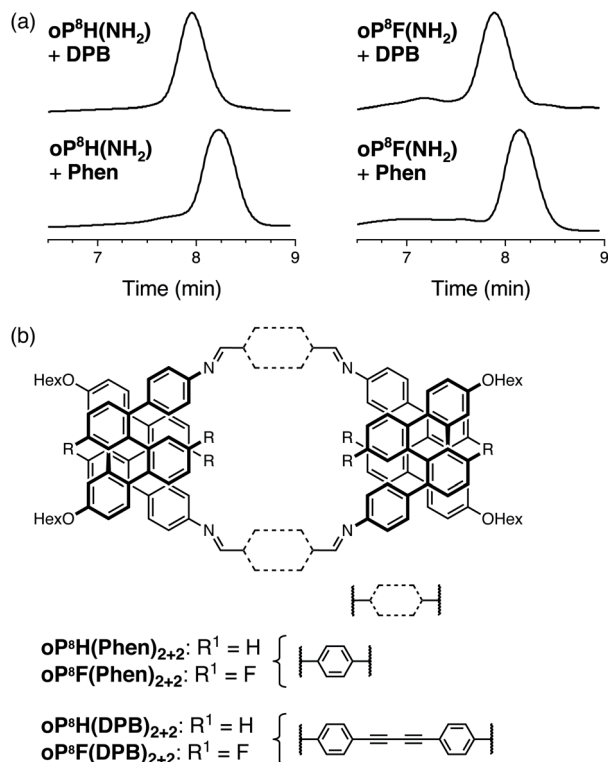 (a)
oP⁸H(NH₂)
+ DPB
oP⁸F(NH₂)
+ DPB
oP⁸H(NH₂)
+ Phen
oP⁸F(NH₂)
+ Phen
7 8 9
7 8 9
Time (min)
Time (min)
(b)
N N
HexO OHex
R R R R
R R
HexO OHex
N N
oP⁸H(Phen)₂₊₂: R¹ = H
oP⁸F(Phen)₂₊₂: R¹ = F
oP⁸H(DPB)₂₊₂: R¹ = H
oP⁸F(DPB)₂₊₂: R¹ = F